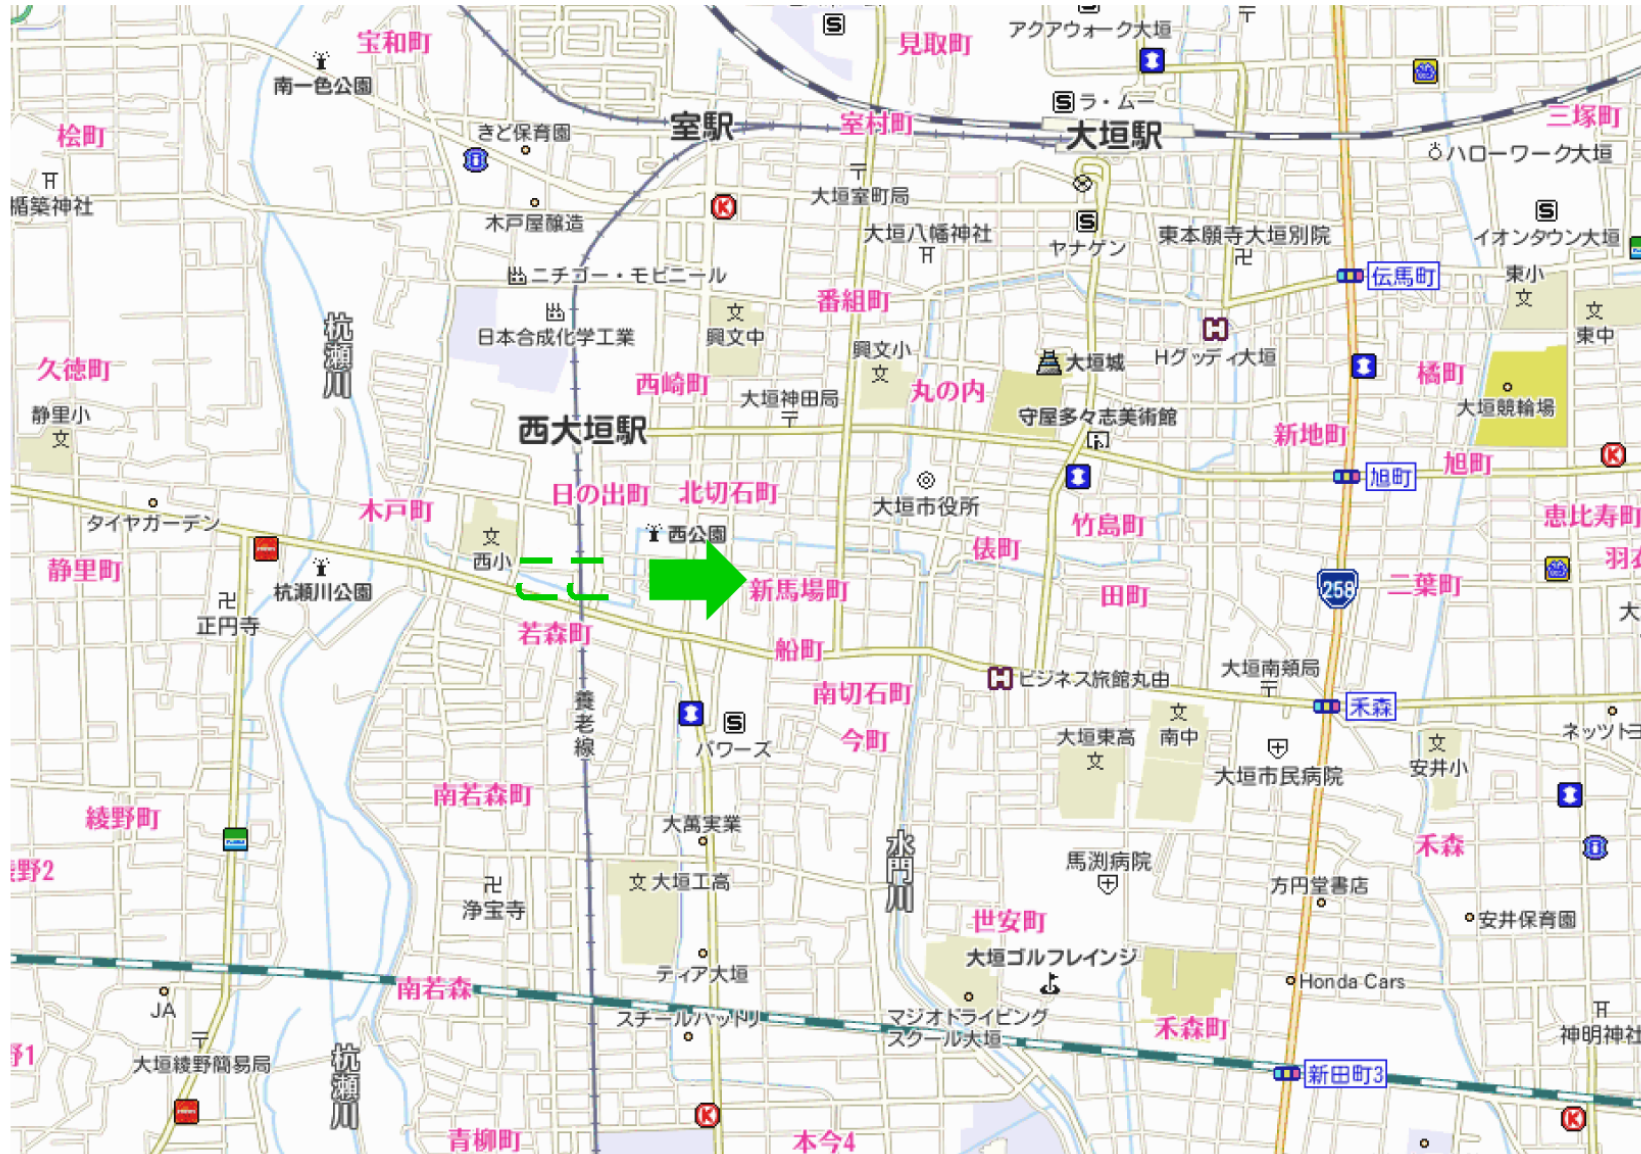 宝和町
見取町
アクアウォーク大垣
南一色公園
ラ・ムー
桧町
きど保育園
室駅
室村町
大垣駅
三塚町
ハローワーク大垣
楯築神社
木戸屋醸造
大垣室町局
大垣八幡神社
ヤナゲン
東本願寺大垣別院
イオンタウン大垣
ニチゴー・モビニール
伝馬町
東小
杭瀬川
日本合成化学工業
興文中
番組町
東中
興文小
大垣城
Hグッディ大垣
久徳町
西崎町
丸の内
橘町
静里小
大垣神田局
守屋多々志美術館
大垣競輪場
西大垣駅
新地町
旭町
旭町
日の出町
北切石町
大垣市役所
木戸町
タイヤガーデン
竹島町
恵比寿町
西公園
俵町
西小
静里町
杭瀬川公園
新馬場町
田町
258
二葉町
正円寺
若森町
船町
大垣南頬局
ビジネス旅館丸由
南切石町
禾森
養老線
パワーズ
今町
大垣東高
南中
安井小
大垣市民病院
南若森町
綾野町
大萬実業
水門川
馬渕病院
禾森
野2
大垣工高
方円堂書店
浄宝寺
世安町
安井保育園
大垣ゴルフレインジ
ティア大垣
南若森
Honda Cars
JA
スチールハットリ
マジオドライビング
スクール大垣
禾森町
神明神社
野1
大垣綾野簡易局
杭瀬川
新田町3
青柳町
本今4